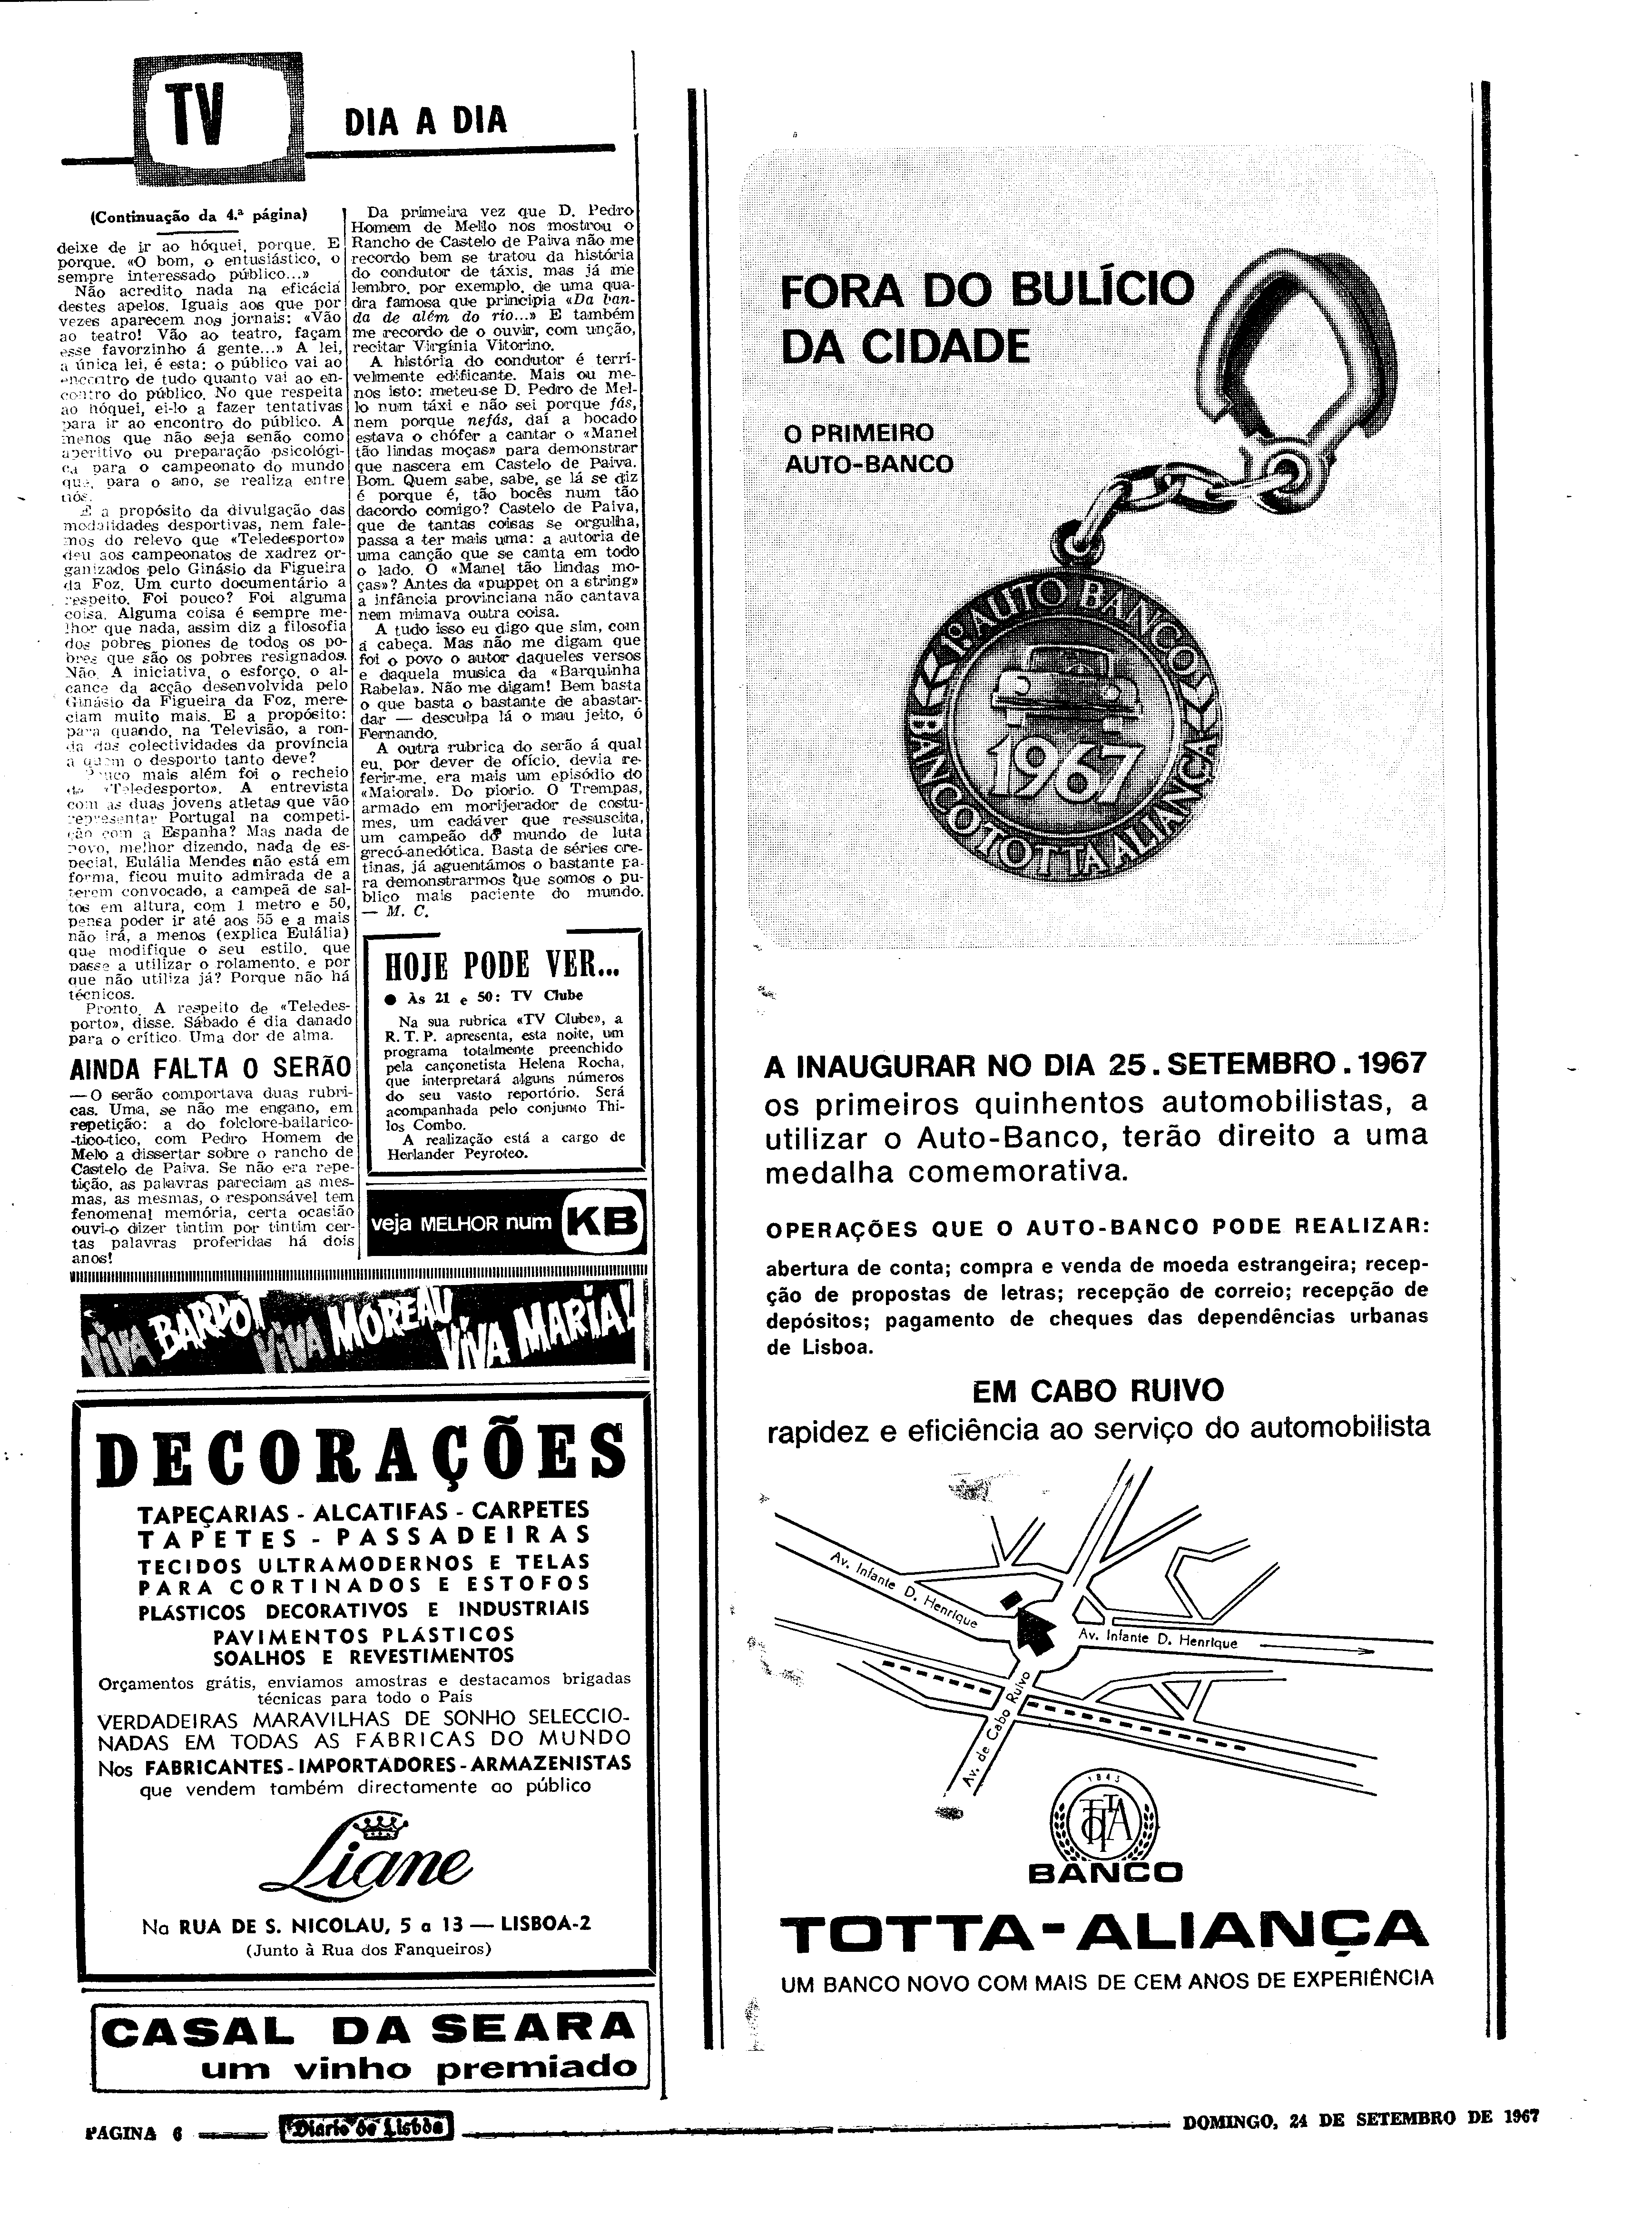 TV
DIA A DIA
(Continuação da 4.ª página)
deixe de ir ao hóquei, porque. E
porque. «O bom, o entusiástico, o
sempre interessado público...»
Não acredito nada na eficácia
destes apelos. Iguais aos que por
vezes aparecem nos jornais: «Vão
ao teatro! Vão ao teatro, façam
esse favorzinho á gente...» A lei,
a única lei, é esta: o público vai ao
encontro de tudo quanto vai ao en-
contro do público. No que respeita
ao hóquei, ei-lo a fazer tentativas
para ir ao encontro do público. A
menos que não seja senão como
aperitivo ou preparação psicológi-
ca para o campeonato do mundo
que, para o ano, se realiza entre
nós.
E a propósito da divulgação das
modalidades desportivas, nem fale-
mos do relevo que «Teledesporto»
deu aos campeonatos de xadrez or-
ganizados pelo Ginásio da Figueira
da Foz. Um curto documentário a
respeito. Foi pouco? Foi alguma
coisa. Alguma coisa é sempre me-
lhor que nada, assim diz a filosofia
dos pobres piones de todos os po-
bres que são os pobres resignados.
Não. A iniciativa, o esforço, o al-
cance da acção desenvolvida pelo
Ginásio da Figueira da Foz, mere-
ciam muito mais. E a propósito:
para quando, na Televisão, a ron-
da das colectividades da província
a quem o desporto tanto deve?
Pouco mais além foi o recheio
do «Teledesporto». A entrevista
com as duas jovens atletas que vão
representar Portugal na competi-
ção com a Espanha? Mas nada de
novo, melhor dizendo, nada de es-
pecial. Eulália Mendes não está em
forma, ficou muito admirada de a
terem convocado, a campeã de sal-
tos em altura, com 1 metro e 50,
pensa poder ir até aos 55 e a mais
não irá, a menos (explica Eulália)
que modifique o seu estilo, que
passe a utilizar o rolamento, e por
que não utiliza já? Porque não há
técnicos.
Pronto. A respeito de «Teledes-
porto», disse. Sábado é dia danado
para o crítico. Uma dor de alma.
AINDA FALTA O SERÃO
— O serão comportava duas rubri-
cas. Uma, se não me engano, em
repetição: a do folclore-bailarico-
-tico-tico, com Pedro Homem de
Melo a dissertar sobre o rancho de
Castelo de Paiva. Se não era repe-
tição, as palavras pareciam as mes-
mas, as mesmas, o responsável tem
fenomenal memória, certa ocasião
ouvi-o dizer tintim por tintim cer-
tas palavras proferidas há dois
anos!
Da primeira vez que D. Pedro
Homem de Mello nos mostrou o
Rancho de Castelo de Paiva não me
recordo bem se tratou da história
do condutor de táxis, mas já me
lembro, por exemplo, de uma qua-
dra famosa que principia «Da ban-
da de além do rio...» E também
me recordo de o ouvir, com unção,
recitar Virgínia Vitorino.
A história do condutor é terrí-
velmente edificante. Mais ou me-
nos isto: meteu-se D. Pedro de Mel-
lo num táxi e não sei porque fás,
nem porque nefás, daí a bocado
estava o chófer a cantar o «Manel
tão lindas moças» para demonstrar
que nascera em Castelo de Paiva.
Bom. Quem sabe, sabe, se lá se diz
é porque é, tão bocês num tão
dacordo comigo? Castelo de Paiva,
que de tantas coisas se orgulha,
passa a ter mais uma: a autoria de
uma canção que se canta em todo
o lado. O «Manel tão lindas mo-
ças»? Antes da «puppet on a string»
a infância provinciana não cantava
nem mimava outra coisa.
A tudo isso eu digo que sim, com
á cabeça. Mas não me digam que
foi o povo o autor daqueles versos
e daquela musica da «Barquinha
Rabela». Não me digam! Bem basta
o que basta o bastante de abastar-
dar — desculpa lá o mau jeito, ó
Fernando.
A outra rubrica do serão á qual
eu, por dever de ofício, devia re-
ferir-me, era mais um episódio do
«Maioral». Do piorio. O Trempas,
armado em morijerador de costu-
mes, um cadáver que ressuscita,
um campeão do mundo de luta
greco-anedótica. Basta de séries cre-
tinas, já aguentámos o bastante pa-
ra demonstrarmos que somos o pu-
blico mais paciente do mundo.
— M. C.
HOJE PODE VER...
● Às 21 e 50: TV Clube
Na sua rubrica «TV Clube», a
R. T. P. apresenta, esta noite, um
programa totalmente preenchido
pela cançonetista Helena Rocha,
que interpretará alguns números
do seu vasto reportório. Será
acompanhada pelo conjunto Thi-
los Combo.
A realização está a cargo de
Herlander Peyroteo.
veja MELHOR num KB
VIVA BARDOT VIVA MOREAU VIVA MARIA!
DECORAÇÕES
TAPEÇARIAS - ALCATIFAS - CARPETES
TAPETES - PASSADEIRAS
TECIDOS ULTRAMODERNOS E TELAS
PARA CORTINADOS E ESTOFOS
PLÁSTICOS DECORATIVOS E INDUSTRIAIS
PAVIMENTOS PLÁSTICOS
SOALHOS E REVESTIMENTOS
Orçamentos grátis, enviamos amostras e destacamos brigadas
técnicas para todo o País
VERDADEIRAS MARAVILHAS DE SONHO SELECCIO-
NADAS EM TODAS AS FÁBRICAS DO MUNDO
Nos FABRICANTES - IMPORTADORES - ARMAZENISTAS
que vendem também directamente ao público
Liane
Na RUA DE S. NICOLAU, 5 a 13 — LISBOA-2
(Junto à Rua dos Fanqueiros)
CASAL DA SEARA
um vinho premiado
FORA DO BULÍCIO
DA CIDADE
O PRIMEIRO
AUTO-BANCO
1º. AUTO BANCO
1967
BANCO TOTTA ALIANÇA
A INAUGURAR NO DIA 25. SETEMBRO. 1967
os primeiros quinhentos automobilistas, a
utilizar o Auto-Banco, terão direito a uma
medalha comemorativa.
OPERAÇÕES QUE O AUTO-BANCO PODE REALIZAR:
abertura de conta; compra e venda de moeda estrangeira; recep-
ção de propostas de letras; recepção de correio; recepção de
depósitos; pagamento de cheques das dependências urbanas
de Lisboa.
EM CABO RUIVO
rapidez e eficiência ao serviço do automobilista
Av. Infante D. Henrique
Av. Infante D. Henrique
Av. de Cabo Ruivo
1843
TOTTA
BANCO
TOTTA-ALIANÇA
UM BANCO NOVO COM MAIS DE CEM ANOS DE EXPERIÊNCIA
PÁGINA 6
Diário de Lisboa
DOMINGO, 24 DE SETEMBRO DE 1967